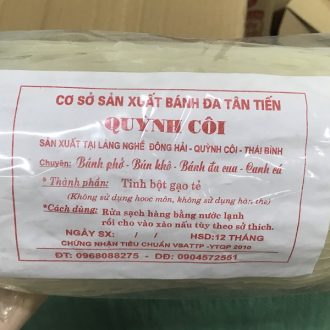 CƠ SỞ SẢN XUẤT BÁNH ĐA TÂN TIẾN
QUỲNH CÔI
SẢN XUẤT TẠI LÀNG NGHỀ ĐÔNG HẢI - QUỲNH CÔI - THÁI BÌNH
Chuyên: Bánh phở - Bún khô - Bánh đa cua - Canh cá
* Thành phần: Tinh bột gạo tẻ
(Không sử dụng hooc môn, không sử dụng hàn the)
*Cách dùng: Rửa sạch hàng bằng nước lạnh
rồi cho vào xào nấu tùy theo sở thích.
NGÀY SX: / / HSD:12 THÁNG
CHỨNG NHẬN TIÊU CHUẨN VSATTP -YTQP 2010
ĐT: 0968088275 - DĐ: 0904572551